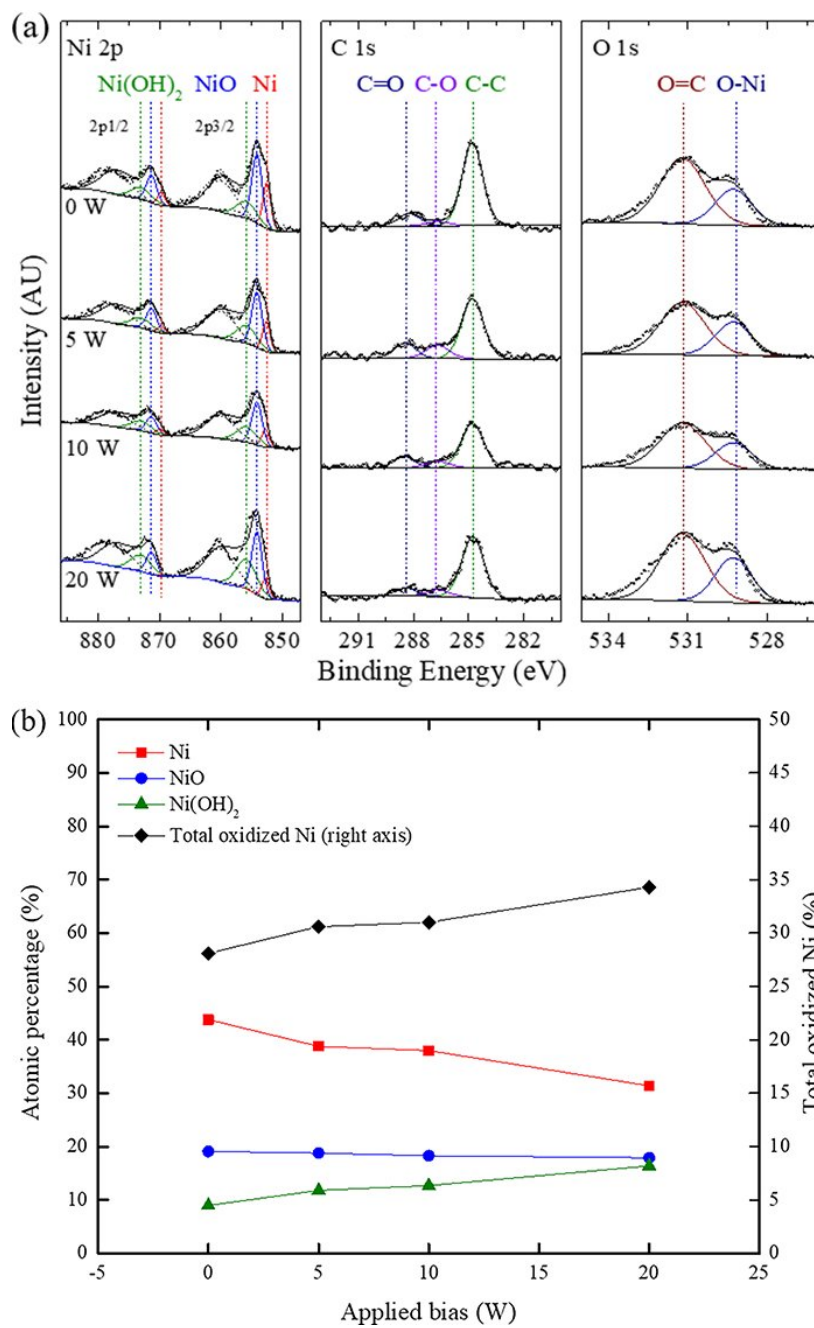 (a)
Ni 2p
C 1s
O 1s
Ni(OH)2 NiO Ni
C=O C-O C-C
O=C O-Ni
2p1/2 2p3/2
0 W
5 W
10 W
20 W
Intensity (AU)
880 870 860 850
291 288 285 282
534 531 528
Binding Energy (eV)
(b)
100
90
80
70
60
50
40
30
20
10
0
50
45
40
35
30
25
20
15
10
5
0
Ni
NiO
Ni(OH)2
Total oxidized Ni (right axis)
Atomic percentage (%)
Total oxidized Ni (%)
-5 0 5 10 15 20 25
Applied bias (W)